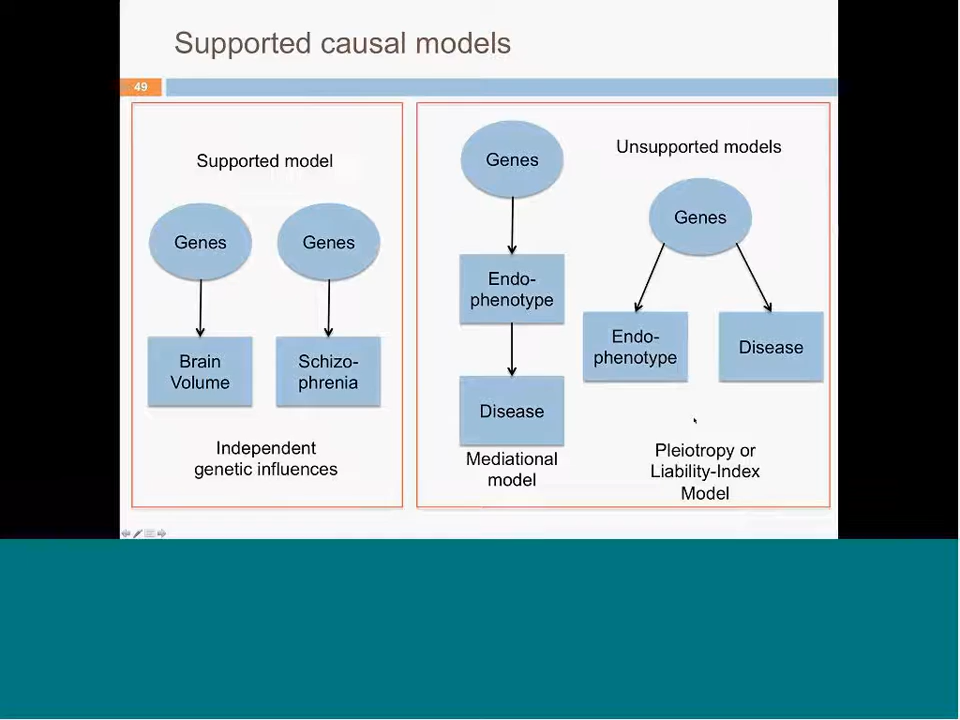 Supported causal models
49
Supported model
Genes
Genes
Brain
Volume
Schizo-
phrenia
Independent
genetic influences
Unsupported models
Genes
Endo-
phenotype
Disease
Mediational
model
Genes
Endo-
phenotype
Disease
Pleiotropy or
Liability-Index
Model